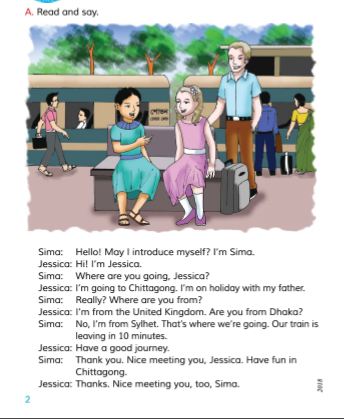 A. Read and say.
শোভন
Sima: Hello! May I introduce myself? I'm Sima.
Jessica: Hi! I'm Jessica.
Sima: Where are you going, Jessica?
Jessica: I'm going to Chittagong. I'm on holiday with my father.
Sima: Really? Where are you from?
Jessica: I'm from the United Kingdom. Are you from Dhaka?
Sima: No, I'm from Sylhet. That's where we're going. Our train is
leaving in 10 minutes.
Jessica: Have a good journey.
Sima: Thank you. Nice meeting you, Jessica. Have fun in
Chittagong.
Jessica: Thanks. Nice meeting you, too, Sima.
2018
2